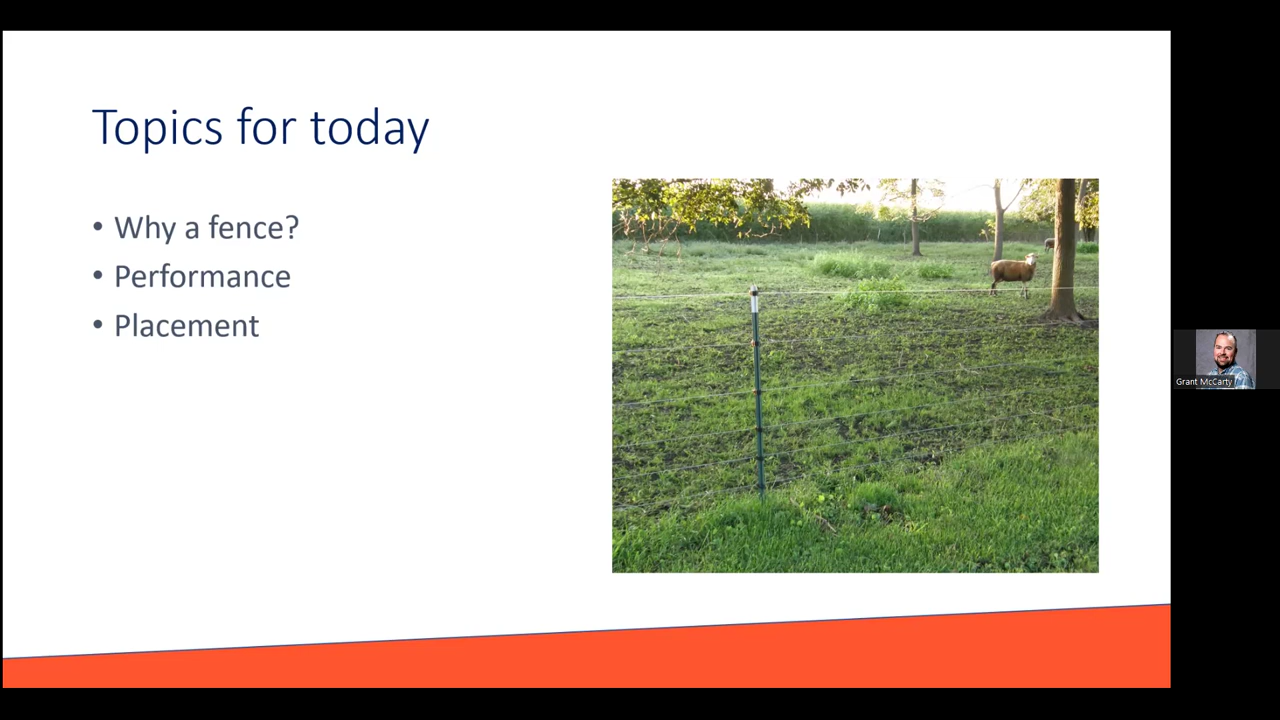 Topics for today
• Why a fence?
• Performance
• Placement
Grant McCarty